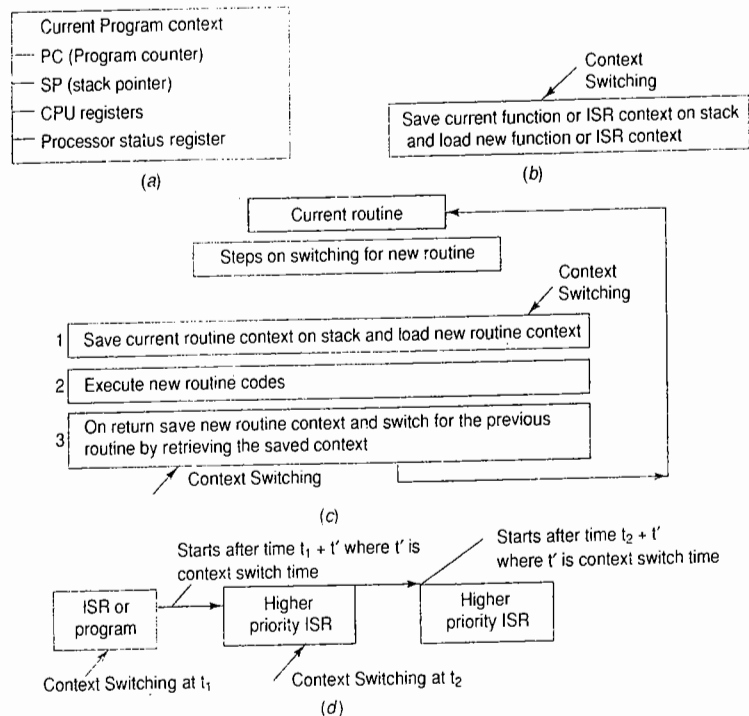 Current Program context
PC (Program counter)
SP (stack pointer)
CPU registers
Processor status register
(a)
Context
Switching
Save current function or ISR context on stack
and load new function or ISR context
(b)
Current routine
Steps on switching for new routine
Context
Switching
1 Save current routine context on stack and load new routine context
2 Execute new routine codes
3 On return save new routine context and switch for the previous
routine by retrieving the saved context
Context Switching
(c)
Starts after time t₁ + t' where t' is
context switch time
Starts after time t₂ + t'
where t' is context switch time
ISR or
program
Higher
priority ISR
Higher
priority ISR
Context Switching at t₁
Context Switching at t₂
(d)